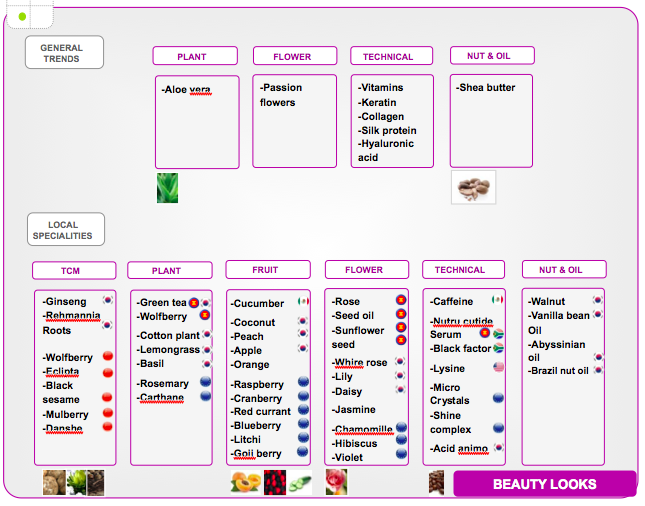 GENERAL
TRENDS
PLANT
FLOWER
TECHNICAL
NUT & OIL
-Aloe vera
-Passion
flowers
-Vitamins
-Keratin
-Collagen
-Silk protein
-Hyaluronic
acid
-Shea butter
LOCAL
SPECIALITIES
TCM
PLANT
FRUIT
FLOWER
TECHNICAL
NUT & OIL
-Ginseng
-Rehmannia
Roots
-Wolfberry
-Eclipta
-Black
sesame
-Mulberry
-Danshe
-Green tea
-Wolfberry
-Cotton plant
-Lemongrass
-Basil
-Rosemary
-Carthane
-Cucumber
-Coconut
-Peach
-Apple
-Orange
-Raspberry
-Cranberry
-Red currant
-Blueberry
-Litchi
-Goji berry
-Rose
-Seed oil
-Sunflower
seed
-Whire rose
-Lily
-Daisy
-Jasmine
-Chamomille
-Hibiscus
-Violet
-Caffeine
-Nutru cutide
Serum
-Black factor
-Lysine
-Micro
Crystals
-Shine
complex
-Acid animo
-Walnut
-Vanilla bean
Oil
-Abyssinian
oil
-Brazil nut oil
BEAUTY LOOKS